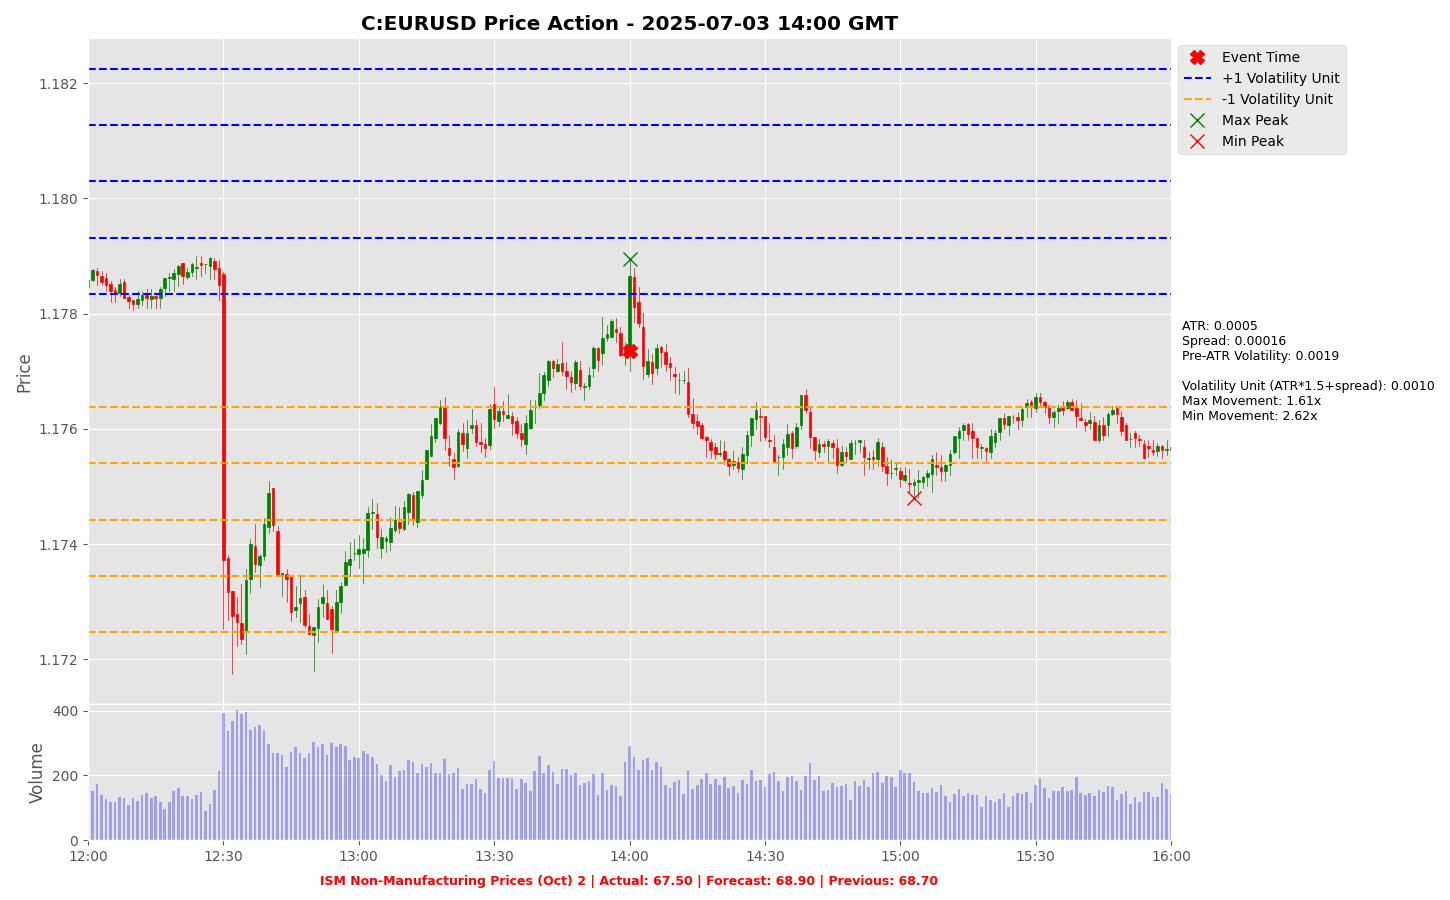 C:EURUSD Price Action - 2025-07-03 14:00 GMT
Event Time
+1 Volatility Unit
-1 Volatility Unit
Max Peak
Min Peak
1.182
1.180
1.178
1.176
1.174
1.172
Price
ATR: 0.0005
Spread: 0.00016
Pre-ATR Volatility: 0.0019
Volatility Unit (ATR*1.5+spread): 0.0010
Max Movement: 1.61x
Min Movement: 2.62x
400
200
0
Volume
12:00 12:30 13:00 13:30 14:00 14:30 15:00 15:30 16:00
ISM Non-Manufacturing Prices (Oct) 2 | Actual: 67.50 | Forecast: 68.90 | Previous: 68.70